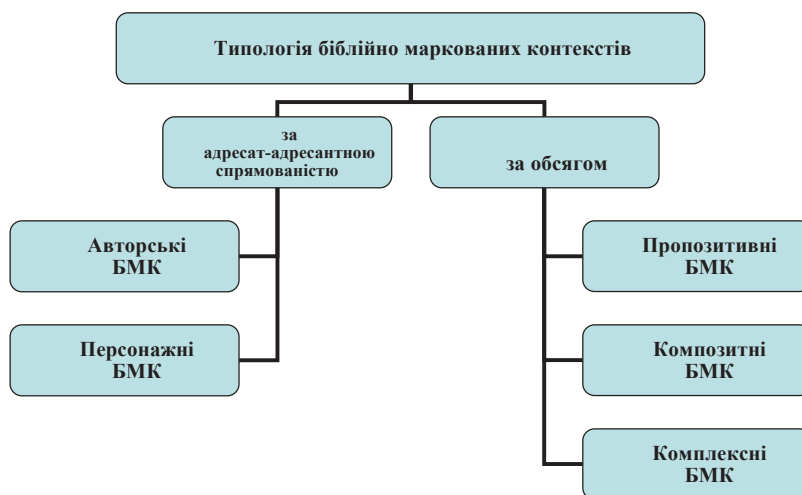 Типологія біблійно маркованих контекстів
за
адресат-адресантною
спрямованістю
за обсягом
Авторські
БМК
Персонажні
БМК
Пропозитивні
БМК
Композитні
БМК
Комплексні
БМК